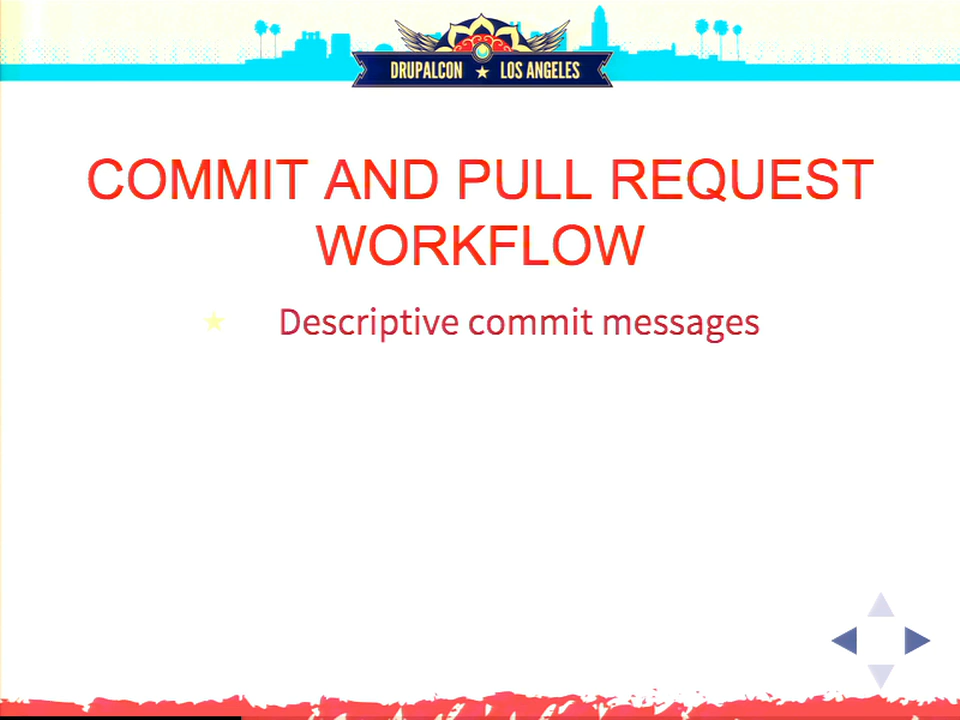 DRUPALCON ★ LOS ANGELES
COMMIT AND PULL REQUEST
WORKFLOW
★ Descriptive commit messages